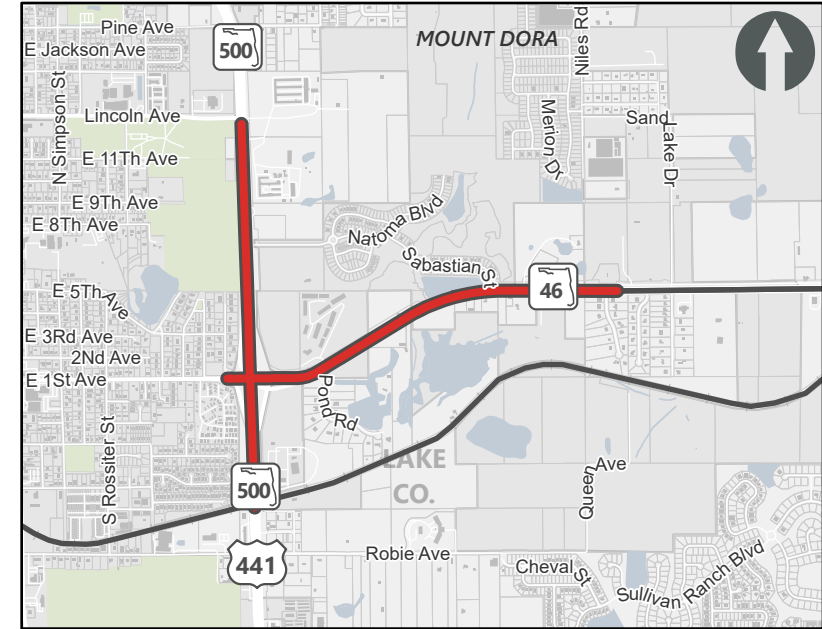 Pine Ave
E Jackson Ave
500
MOUNT DORA
Niles Rd
N Simpson St
Lincoln Ave
Merion Dr
Sand Lake Dr
E 11Th Ave
E 9Th Ave
E 8Th Ave
Natoma Blvd
Sabastian St
46
E 5Th Ave
E 3Rd Ave
2Nd Ave
E 1St Ave
Pond Rd
LAKE
CO.
S Rossiter St
500
Queen Ave
441
Robie Ave
Cheval St
Sullivan Ranch Blvd